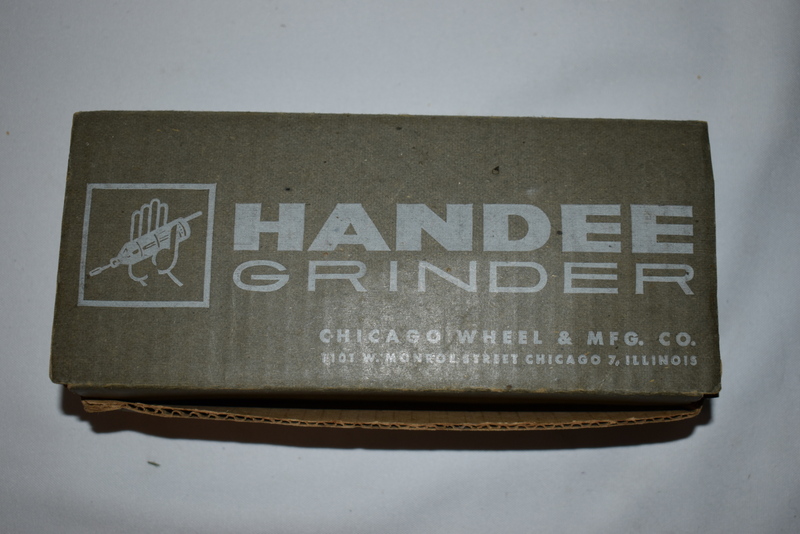 HANDEE
GRINDER
CHICAGO WHEEL & MFG. CO.
1101 W. MONROE STREET CHICAGO 7, ILLINOIS